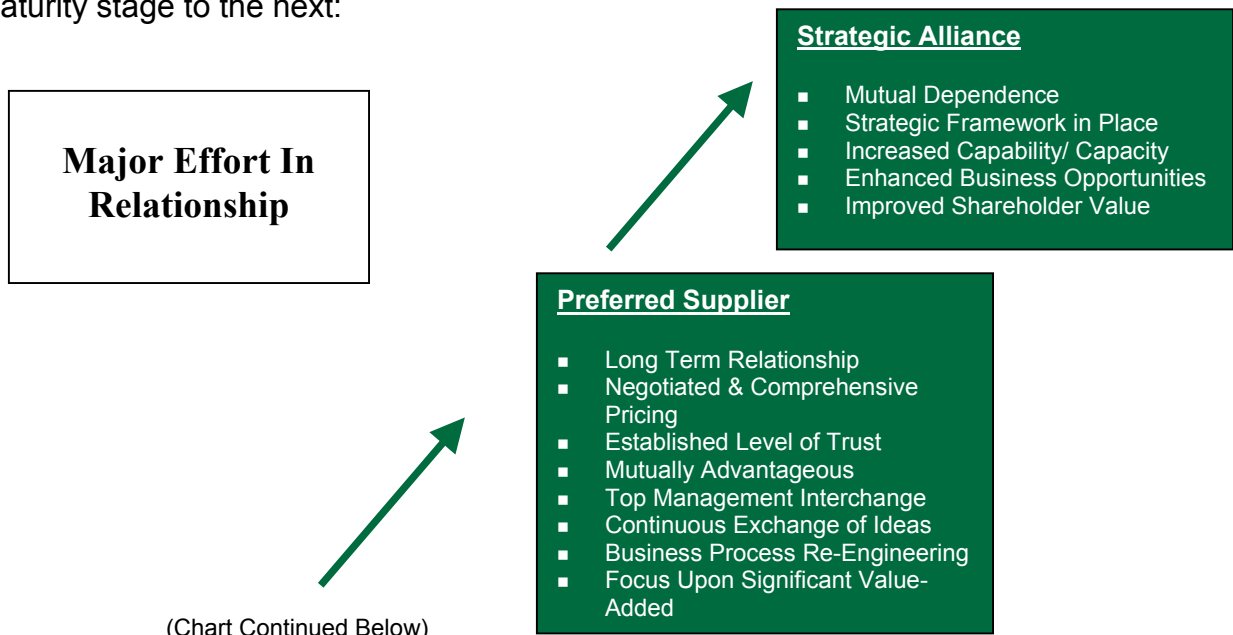 aturity stage to the next:
Strategic Alliance
■ Mutual Dependence
■ Strategic Framework in Place
■ Increased Capability/ Capacity
■ Enhanced Business Opportunities
■ Improved Shareholder Value
Major Effort In
Relationship
Preferred Supplier
■ Long Term Relationship
■ Negotiated & Comprehensive
Pricing
■ Established Level of Trust
■ Mutually Advantageous
■ Top Management Interchange
■ Continuous Exchange of Ideas
■ Business Process Re-Engineering
■ Focus Upon Significant Value-
Added
(Chart Continued Below)